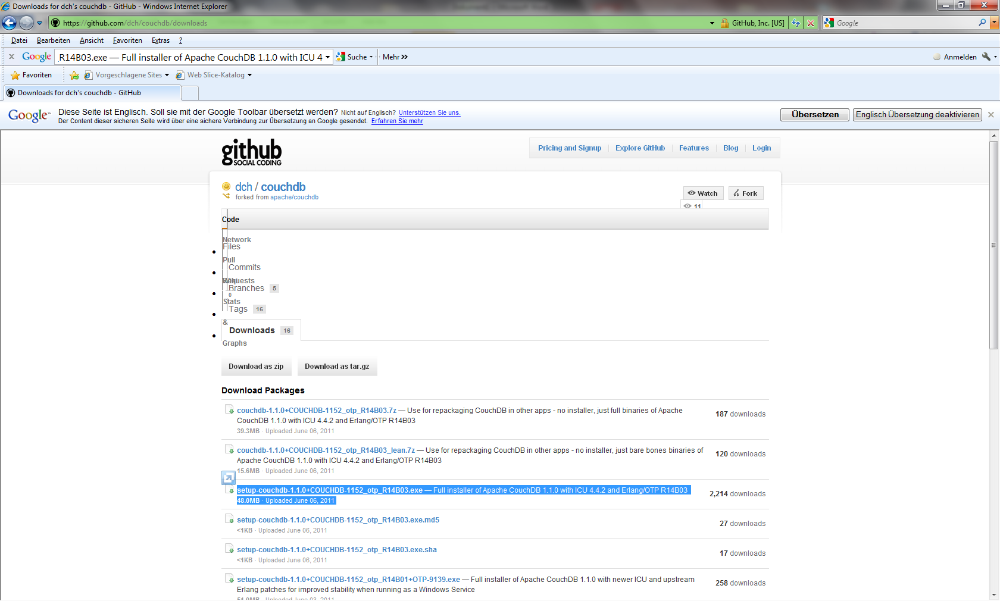 Downloads for dch's couchdb - GitHub - Windows Internet Explorer
https://github.com/dch/couchdb/downloads
GitHub, Inc. [US]
Google
Datei Bearbeiten Ansicht Favoriten Extras ?
x Google R14B03.exe — Full installer of Apache CouchDB 1.1.0 with ICU 4 Suche Mehr >> Anmelden
Favoriten Vorgeschlagene Sites Web Slice-Katalog
Downloads for dch's couchdb - GitHub
Google™ Diese Seite ist Englisch. Soll sie mit der Google Toolbar übersetzt werden? Nicht auf Englisch? Unterstützen Sie uns.
Der Content dieser sicheren Seite wird über eine sichere Verbindung zur Übersetzung an Google gesendet. Erfahren Sie mehr
Übersetzen Englisch Übersetzung deaktivieren
github
SOCIAL CODING
Pricing and Signup Explore GitHub Features Blog Login
dch / couchdb
forked from apache/couchdb
Watch Fork
11
Code
Network
Files
Pull
Commits
Requests
Branches 5
0
Stats
Tags 16
&
Downloads 16
Graphs
Download as zip Download as tar.gz
Download Packages
couchdb-1.1.0+COUCHDB-1152_otp_R14B03.7z — Use for repackaging CouchDB in other apps - no installer, just full binaries of Apache
CouchDB 1.1.0 with ICU 4.4.2 and Erlang/OTP R14B03
39.3MB · Uploaded June 06, 2011
187 downloads
couchdb-1.1.0+COUCHDB-1152_otp_R14B03_lean.7z — Use for repackaging CouchDB in other apps - no installer, just bare bones binaries of
Apache CouchDB 1.1.0 with ICU 4.4.2 and Erlang/OTP R14B03
15.6MB · Uploaded June 06, 2011
120 downloads
setup-couchdb-1.1.0+COUCHDB-1152_otp_R14B03.exe — Full installer of Apache CouchDB 1.1.0 with ICU 4.4.2 and Erlang/OTP R14B03
48.0MB · Uploaded June 06, 2011
2,214 downloads
setup-couchdb-1.1.0+COUCHDB-1152_otp_R14B03.exe.md5
<1KB · Uploaded June 06, 2011
27 downloads
setup-couchdb-1.1.0+COUCHDB-1152_otp_R14B03.exe.sha
<1KB · Uploaded June 06, 2011
17 downloads
setup-couchdb-1.1.0+COUCHDB-1152_otp_R14B01+OTP-9139.exe — Full installer of Apache CouchDB 1.1.0 with newer ICU and upstream
Erlang patches for improved stability when running as a Windows Service
51.0MB · Uploaded June 03, 2011
258 downloads